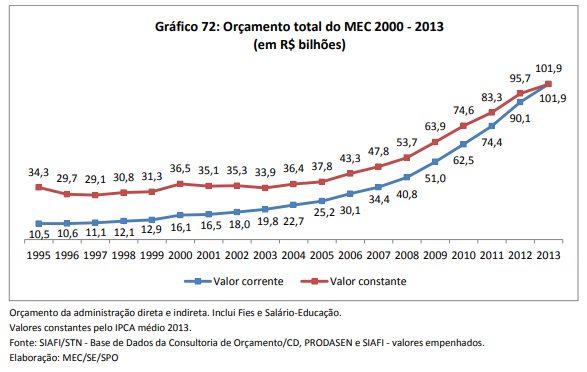 Gráfico 72: Orçamento total do MEC 2000 - 2013
(em R$ bilhões)
34,3 29,7 29,1 30,8 31,3 36,5 35,1 35,3 33,9 36,4 37,8 43,3 47,8 53,7 63,9 74,6 83,3 95,7 101,9
10,5 10,6 11,1 12,1 12,9 16,1 16,5 18,0 19,8 22,7 25,2 30,1 34,4 40,8 51,0 62,5 74,4 90,1 101,9
1995 1996 1997 1998 1999 2000 2001 2002 2003 2004 2005 2006 2007 2008 2009 2010 2011 2012 2013
Valor corrente Valor constante
Orçamento da administração direta e indireta. Inclui Fies e Salário-Educação.
Valores constantes pelo IPCA médio 2013.
Fonte: SIAFI/STN - Base de Dados da Consultoria de Orçamento/CD, PRODASEN e SIAFI - valores empenhados.
Elaboração: MEC/SE/SPO